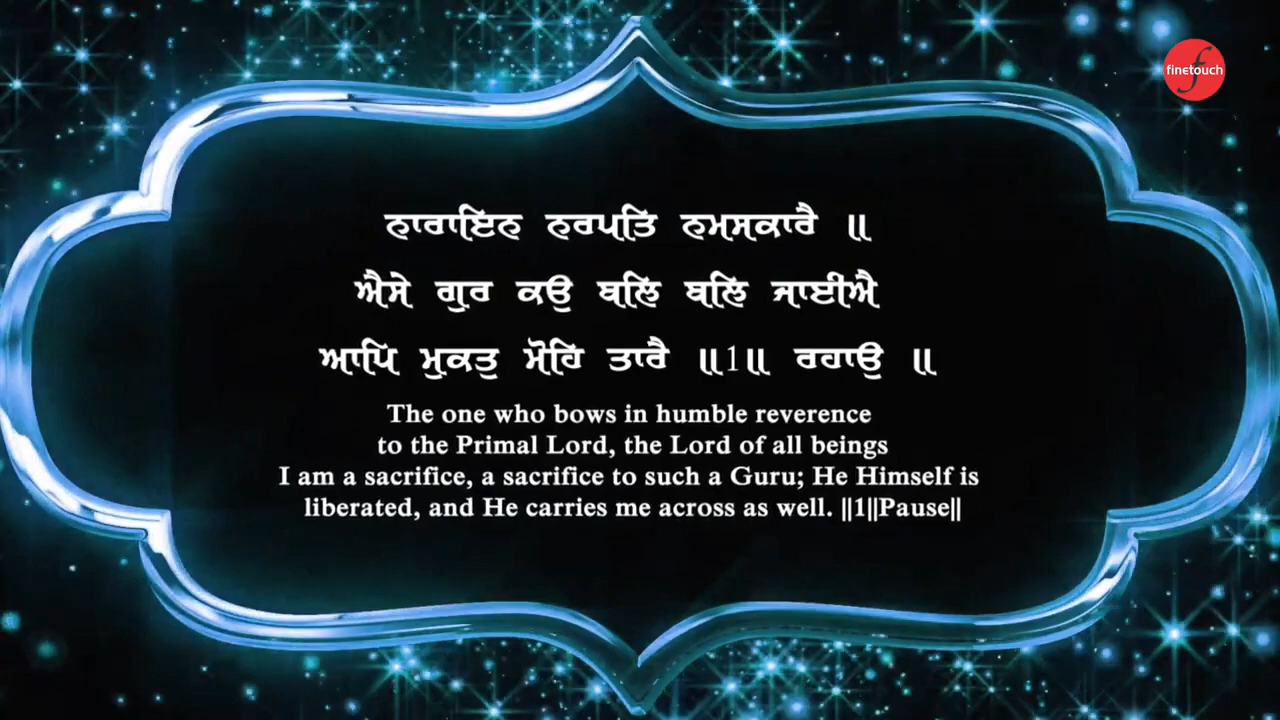 finetouch
ਨਾਰਾਇਨ ਨਰਪਤਿ ਨਮਸਕਾਰੈ ॥
ਐਸੇ ਗੁਰ ਕਉ ਬਲਿ ਬਲਿ ਜਾਈਐ
ਆਪਿ ਮੁਕਤੁ ਮੋਹਿ ਤਾਰੈ ॥1॥ ਰਹਾਉ ॥
The one who bows in humble reverence
to the Primal Lord, the Lord of all beings
I am a sacrifice, a sacrifice to such a Guru; He Himself is
liberated, and He carries me across as well. ||1||Pause||